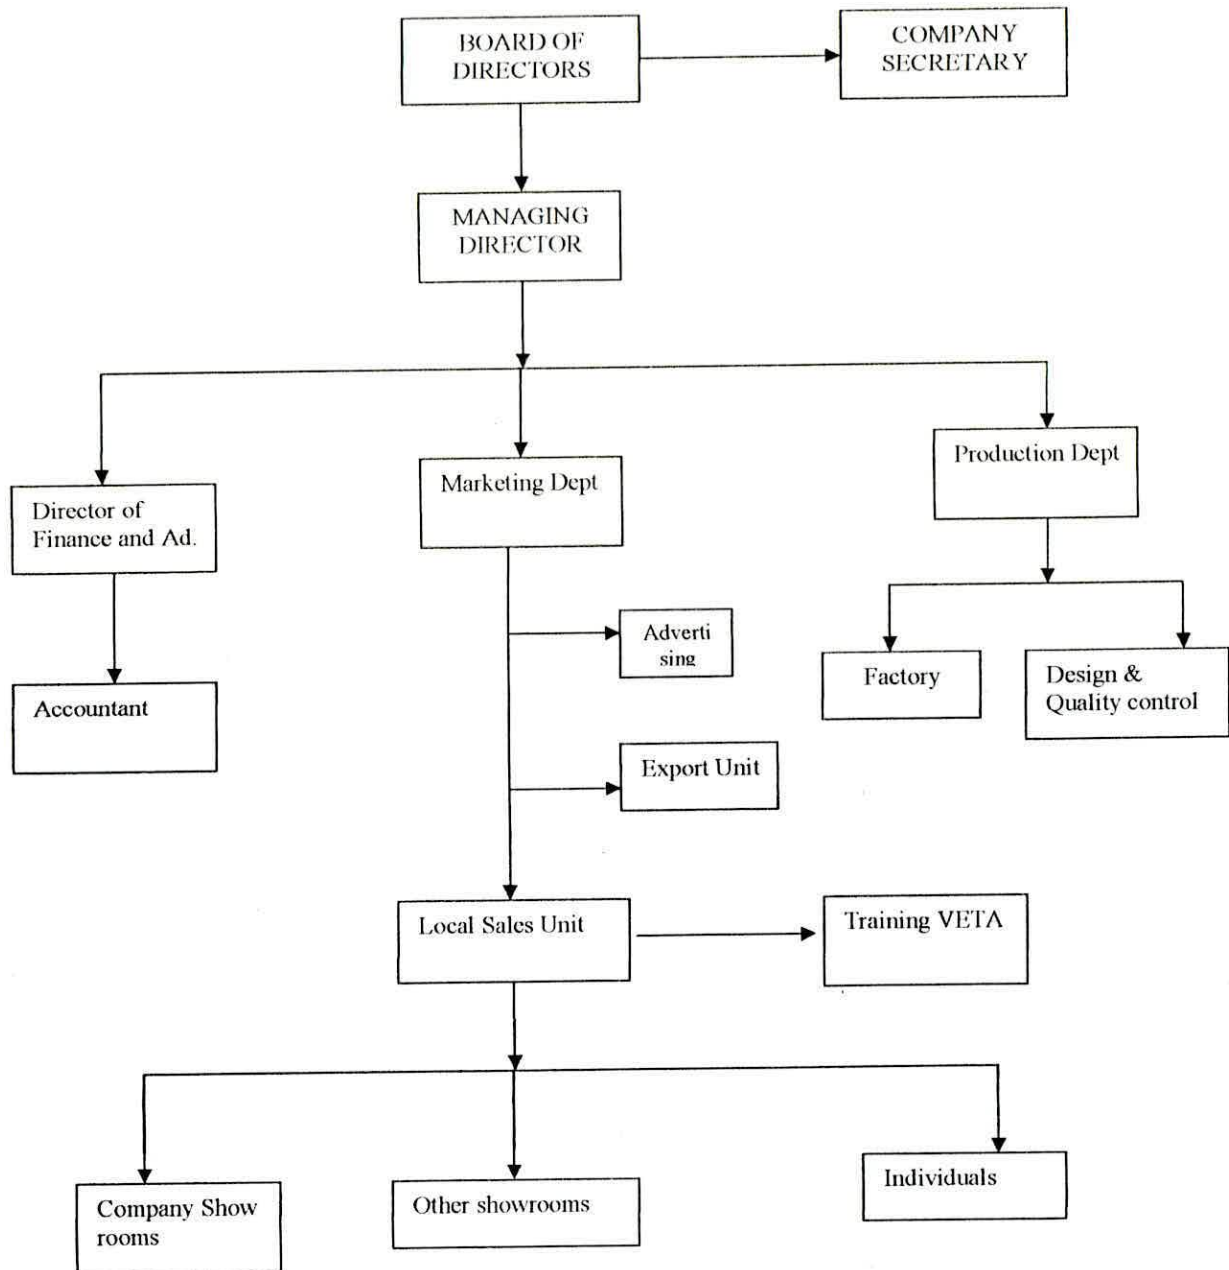 BOARD OF
DIRECTORS
COMPANY
SECRETARY
MANAGING
DIRECTOR
Director of
Finance and Ad.
Marketing Dept
Production Dept
Adverti
sing
Factory
Design &
Quality control
Accountant
Export Unit
Local Sales Unit
Training VETA
Company Show
rooms
Other showrooms
Individuals